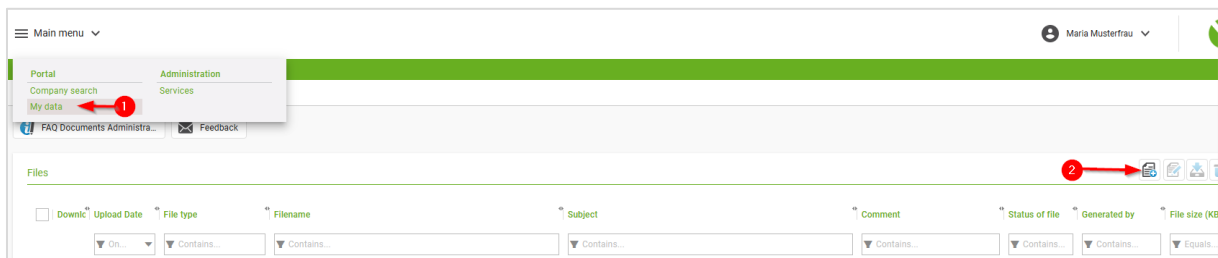 Main menu
Maria Musterfrau
Portal Administration
Company search Services
My data 1
FAQ Documents Administra... Feedback
Files
2
Downlc Upload Date File type Filename Subject Comment Status of file Generated by File size (KB
On... Contains... Contains... Contains... Contains... Contains... Contains... Equals...